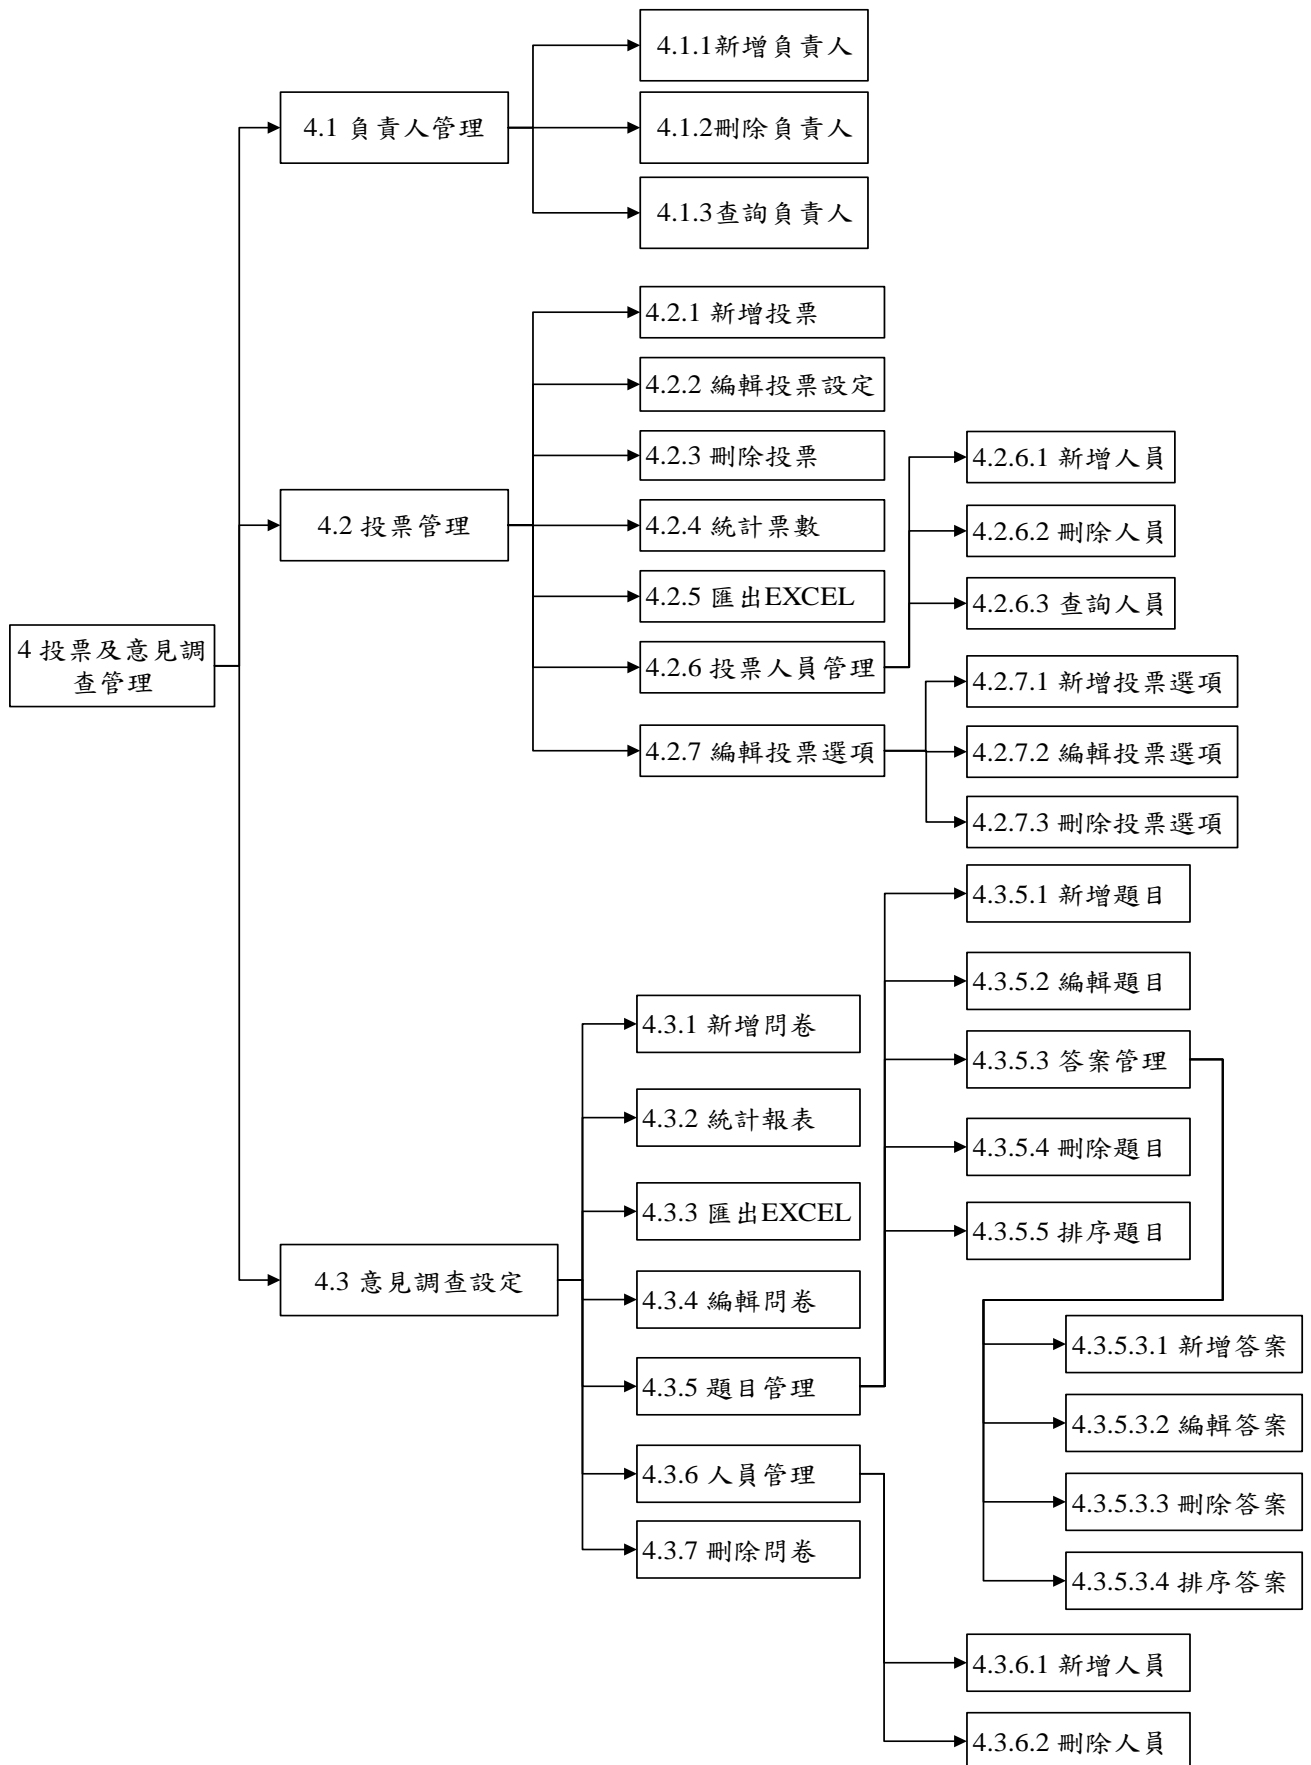 4.1.1新增負責人
4.1 負責人管理
4.1.2刪除負責人
4.1.3查詢負責人
4.2.1 新增投票
4.2.2 編輯投票設定
4.2.3 刪除投票
4.2.6.1 新增人員
4.2 投票管理
4.2.4 統計票數
4.2.6.2 刪除人員
4.2.5 匯出EXCEL
4.2.6.3 查詢人員
4 投票及意見調
查管理
4.2.6 投票人員管理
4.2.7.1 新增投票選項
4.2.7 編輯投票選項
4.2.7.2 編輯投票選項
4.2.7.3 刪除投票選項
4.3.5.1 新增題目
4.3.5.2 編輯題目
4.3.1 新增問卷
4.3.5.3 答案管理
4.3.2 統計報表
4.3.5.4 刪除題目
4.3.3 匯出EXCEL
4.3.5.5 排序題目
4.3 意見調查設定
4.3.4 編輯問卷
4.3.5.3.1 新增答案
4.3.5 題目管理
4.3.5.3.2 編輯答案
4.3.6 人員管理
4.3.5.3.3 刪除答案
4.3.7 刪除問卷
4.3.5.3.4 排序答案
4.3.6.1 新增人員
4.3.6.2 刪除人員